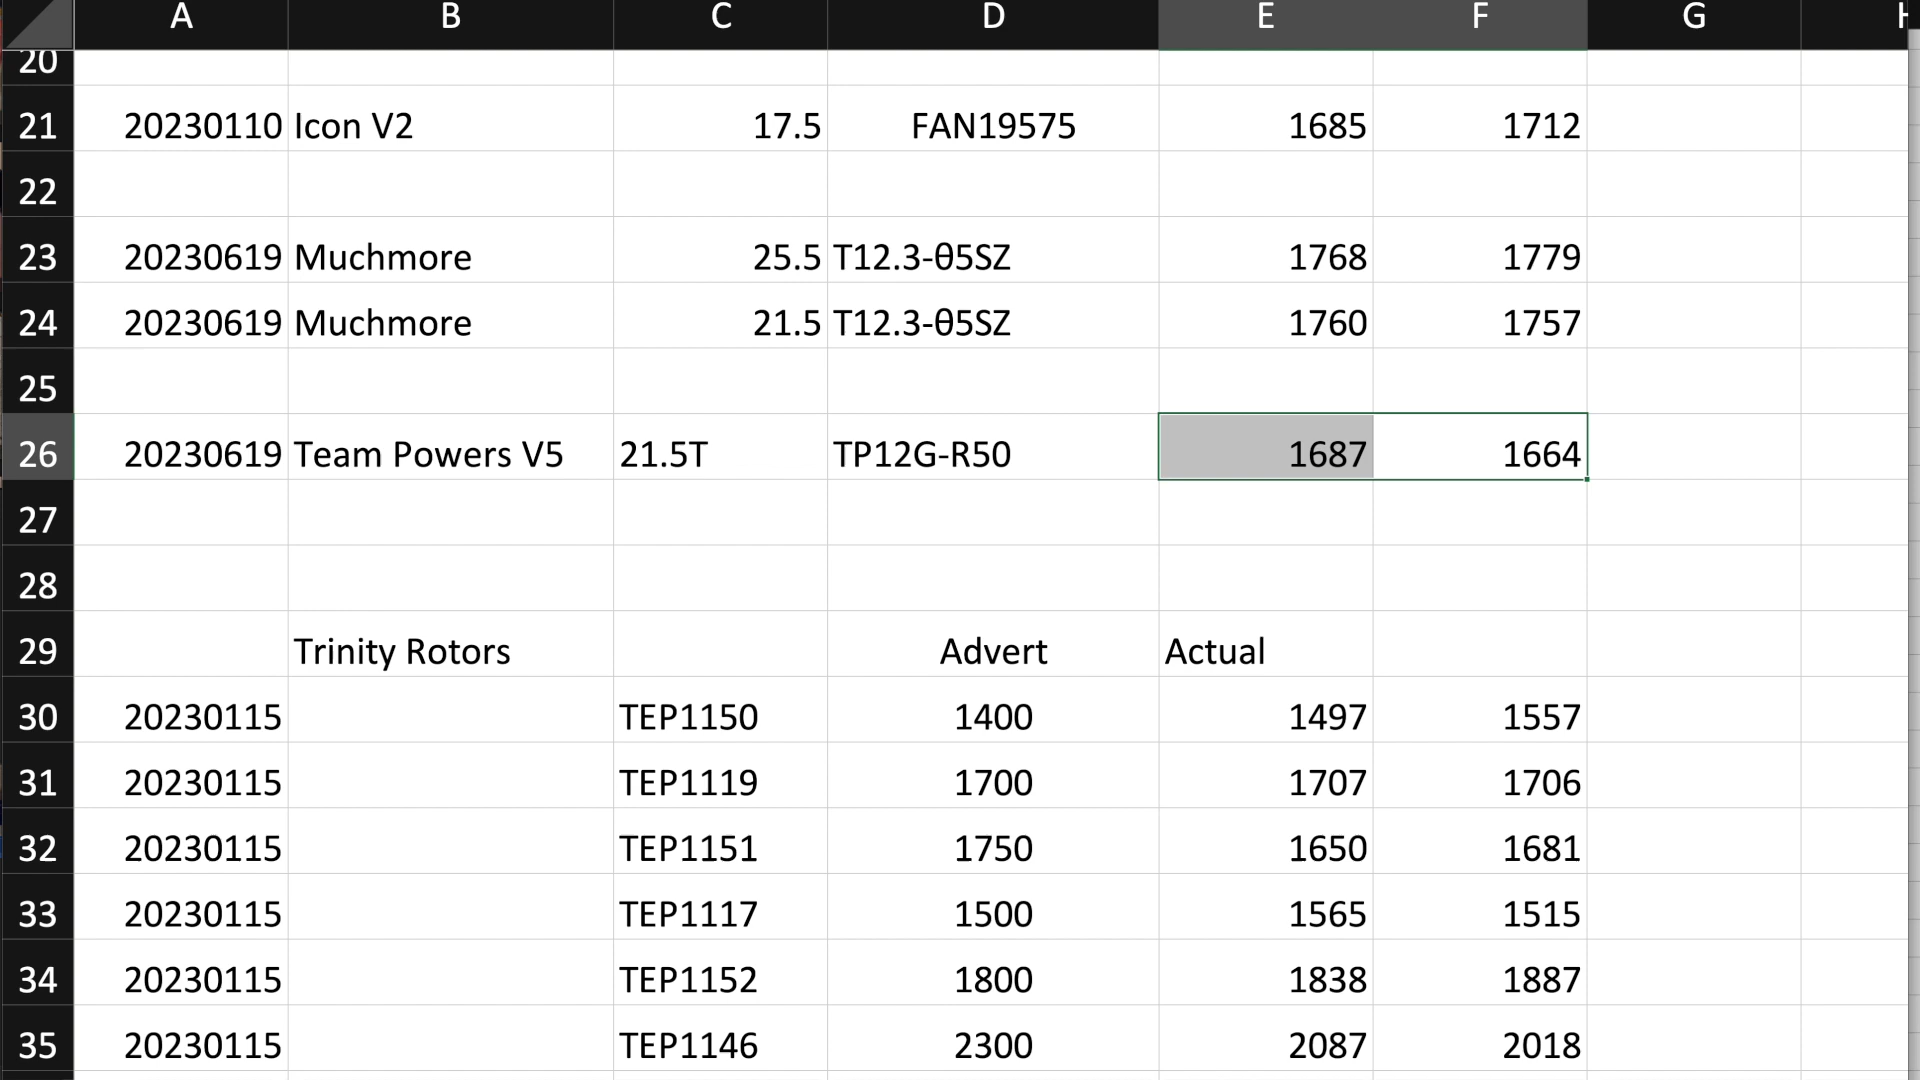 A B C D E F G H
20
21 20230110 Icon V2 17.5 FAN19575 1685 1712
22
23 20230619 Muchmore 25.5 T12.3-θ5SZ 1768 1779
24 20230619 Muchmore 21.5 T12.3-θ5SZ 1760 1757
25
26 20230619 Team Powers V5 21.5T TP12G-R50 1687 1664
27
28
29 Trinity Rotors Advert Actual
30 20230115 TEP1150 1400 1497 1557
31 20230115 TEP1119 1700 1707 1706
32 20230115 TEP1151 1750 1650 1681
33 20230115 TEP1117 1500 1565 1515
34 20230115 TEP1152 1800 1838 1887
35 20230115 TEP1146 2300 2087 2018